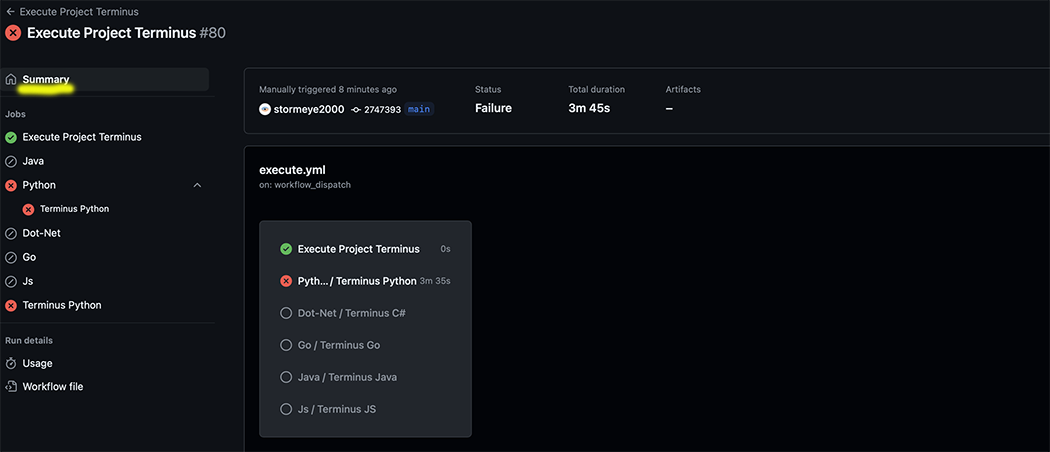 ← Execute Project Terminus
Execute Project Terminus #80
Summary
Jobs
Execute Project Terminus
Java
Python
Terminus Python
Dot-Net
Go
Js
Terminus Python
Run details
Usage
Workflow file
Manually triggered 8 minutes ago
stormeye2000 2747393 main
Status
Failure
Total duration
3m 45s
Artifacts
–
execute.yml
on: workflow_dispatch
Execute Project Terminus 0s
Pyth... / Terminus Python 3m 35s
Dot-Net / Terminus C#
Go / Terminus Go
Java / Terminus Java
Js / Terminus JS